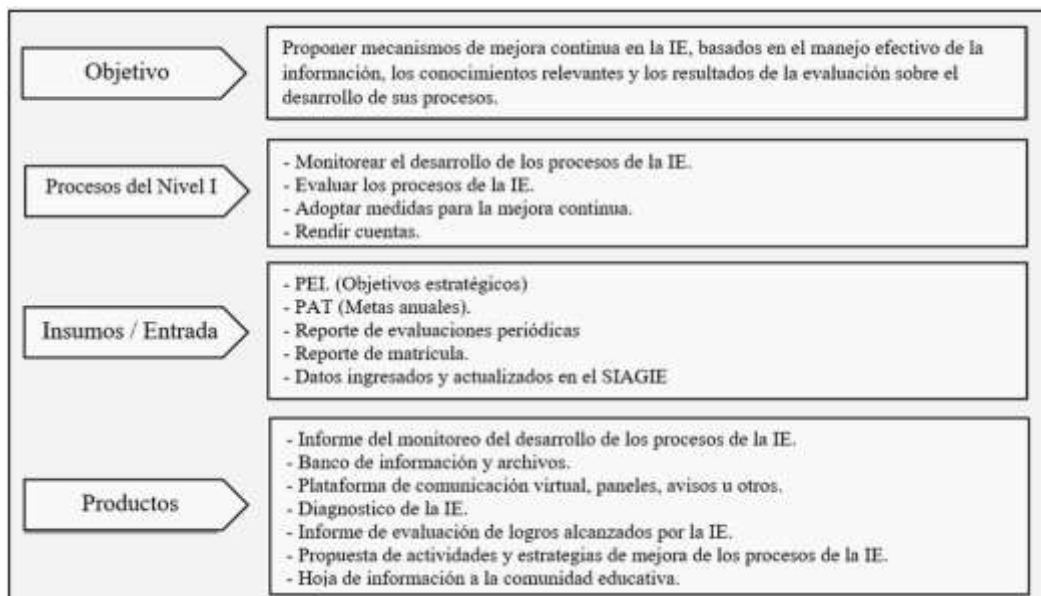 Objetivo
Proponer mecanismos de mejora continua en la IE, basados en el manejo efectivo de la
información, los conocimientos relevantes y los resultados de la evaluación sobre el
desarrollo de sus procesos.
Procesos del Nivel I
- Monitorear el desarrollo de los procesos de la IE.
- Evaluar los procesos de la IE.
- Adoptar medidas para la mejora continua.
- Rendir cuentas.
Insumos / Entrada
- PEI. (Objetivos estratégicos)
- PAT (Metas anuales).
- Reporte de evaluaciones periódicas
- Reporte de matrícula.
- Datos ingresados y actualizados en el SIAGIE
Productos
- Informe del monitoreo del desarrollo de los procesos de la IE.
- Banco de información y archivos.
- Plataforma de comunicación virtual, paneles, avisos u otros.
- Diagnostico de la IE.
- Informe de evaluación de logros alcanzados por la IE.
- Propuesta de actividades y estrategias de mejora de los procesos de la IE.
- Hoja de información a la comunidad educativa.